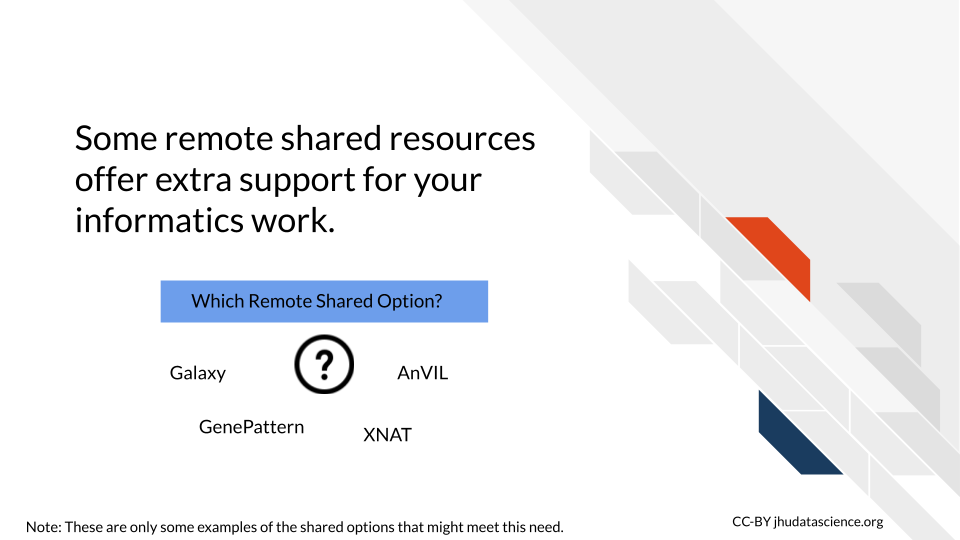 Some remote shared resources
offer extra support for your
informatics work.
Which Remote Shared Option?
?
Galaxy
AnVIL
GenePattern
XNAT
Note: These are only some examples of the shared options that might meet this need.
CC-BY jhudatascience.org